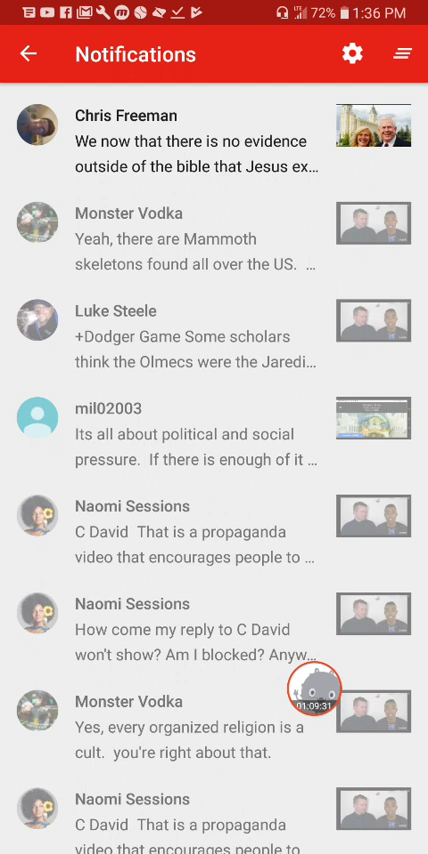 72% 1:36 PM
Notifications
Chris Freeman
We now that there is no evidence
outside of the bible that Jesus ex...
Monster Vodka
Yeah, there are Mammoth
skeletons found all over the US. ...
Luke Steele
+Dodger Game Some scholars
think the Olmecs were the Jaredi...
mil02003
Its all about political and social
pressure. If there is enough of it ...
Naomi Sessions
C David That is a propaganda
video that encourages people to ...
Naomi Sessions
How come my reply to C David
won't show? Am I blocked? Anyw...
01:09:31
Monster Vodka
Yes, every organized religion is a
cult. you're right about that.
Naomi Sessions
C David That is a propaganda
video that encourages people to